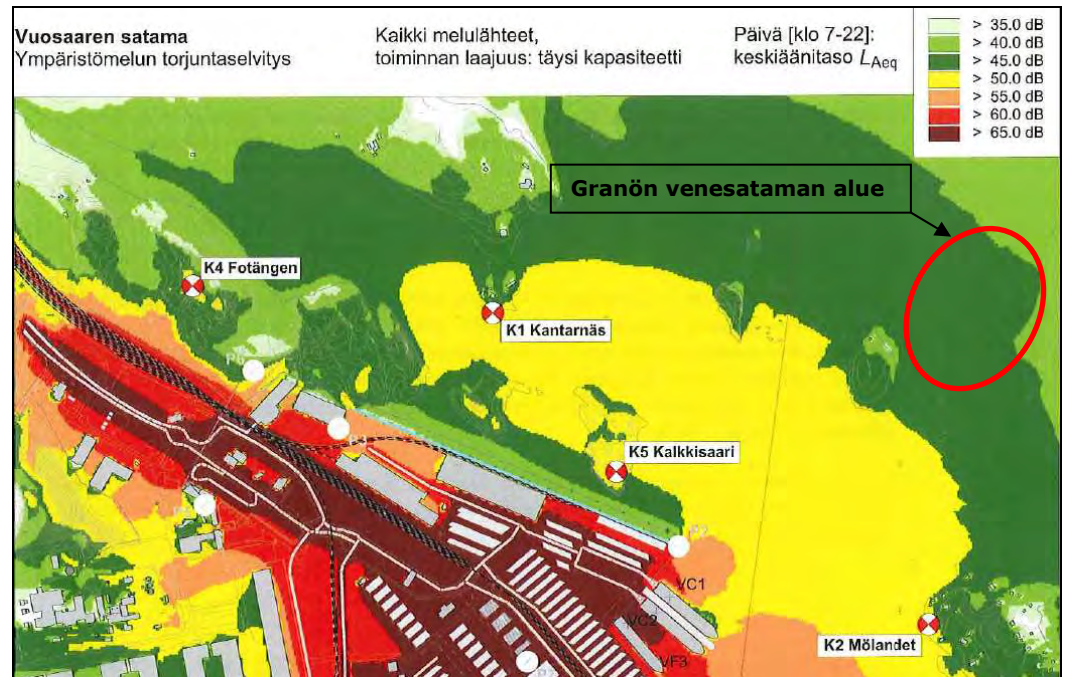 Vuosaaren satama
Ympäristömelun torjuntaselvitys
Kaikki melulähteet,
toiminnan laajuus: täysi kapasiteetti
Päivä [klo 7-22]:
keskiäänitaso LAeq
> 35.0 dB
> 40.0 dB
> 45.0 dB
> 50.0 dB
> 55.0 dB
> 60.0 dB
> 65.0 dB
Granön venesataman alue
K4 Fotängen
K1 Kantarnäs
K5 Kalkkisaari
VC1
VC2
VF3
K2 Mölandet